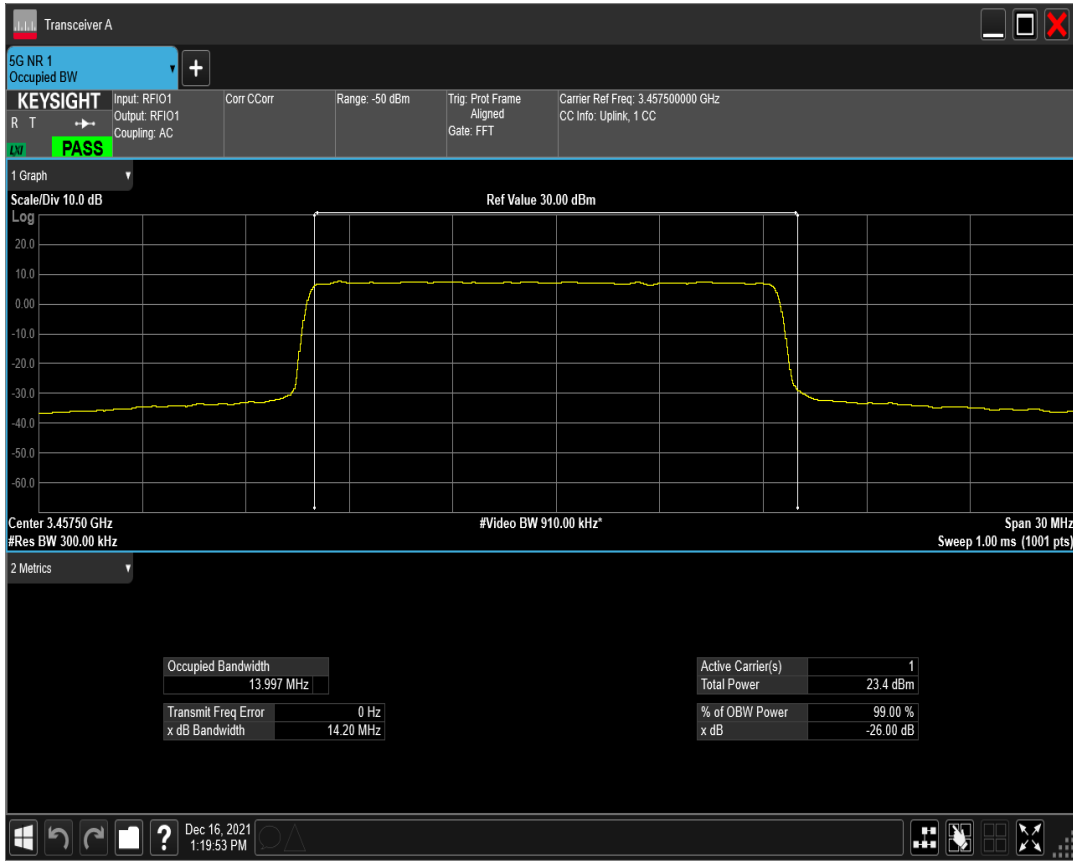 Transceiver A
5G NR 1
Occupied BW
KEYSIGHT
R T
LXI
PASS
Input: RFIO1
Output: RFIO1
Coupling: AC
Corr CCorr
Range: -50 dBm
Trig: Prot Frame
Aligned
Gate: FFT
Carrier Ref Freq: 3.457500000 GHz
CC Info: Uplink, 1 CC
1 Graph
Scale/Div 10.0 dB
Ref Value 30.00 dBm
Log
20.0
10.0
0.00
-10.0
-20.0
-30.0
-40.0
-50.0
-60.0
Center 3.45750 GHz
#Video BW 910.00 kHz*
Span 30 MHz
#Res BW 300.00 kHz
Sweep 1.00 ms (1001 pts)
2 Metrics
Occupied Bandwidth
13.997 MHz
Transmit Freq Error 0 Hz
x dB Bandwidth 14.20 MHz
Active Carrier(s) 1
Total Power 23.4 dBm
% of OBW Power 99.00 %
x dB -26.00 dB
?
Dec 16, 2021
1:19:53 PM